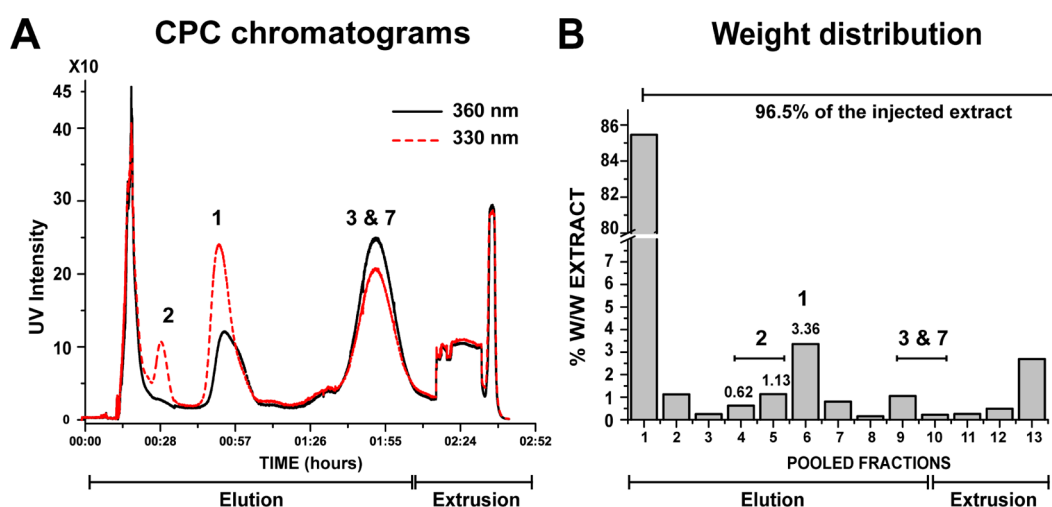 A
CPC chromatograms
X10
45
40
30
20
10
0
UV Intensity
360 nm
330 nm
2
1
3 & 7
00:00 00:28 00:57 01:26 01:55 02:24 02:52
TIME (hours)
Elution
Extrusion
B
Weight distribution
96.5% of the injected extract
86
84
82
80
7
6
5
4
3
2
1
0
% W/W EXTRACT
2
1
3 & 7
0.62
1.13
3.36
1 2 3 4 5 6 7 8 9 10 11 12 13
POOLED FRACTIONS
Elution
Extrusion